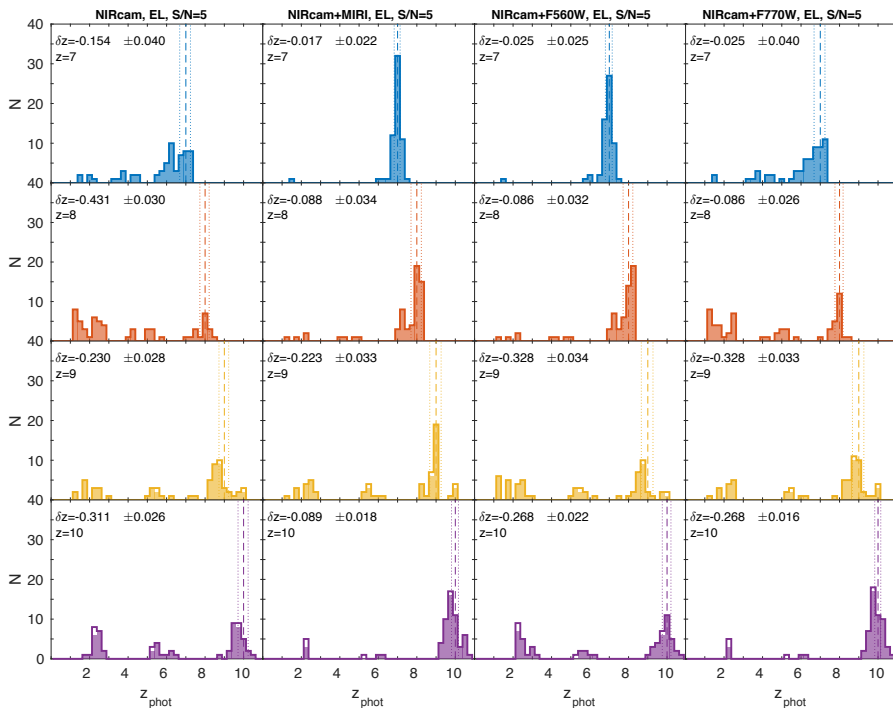 NIRcam, EL, S/N=5 NIRcam+MIRI, EL, S/N=5 NIRcam+F560W, EL, S/N=5 NIRcam+F770W, EL, S/N=5
40
δz=-0.154 ±0.040 δz=-0.017 ±0.022 δz=-0.025 ±0.025 δz=-0.025 ±0.040
z=7 z=7 z=7 z=7
30
N
20
10
40
δz=-0.431 ±0.030 δz=-0.088 ±0.034 δz=-0.086 ±0.032 δz=-0.086 ±0.026
z=8 z=8 z=8 z=8
30
N
20
10
40
δz=-0.230 ±0.028 δz=-0.223 ±0.033 δz=-0.328 ±0.034 δz=-0.328 ±0.033
z=9 z=9 z=9 z=9
30
N
20
10
40
δz=-0.311 ±0.026 δz=-0.089 ±0.018 δz=-0.268 ±0.022 δz=-0.268 ±0.016
z=10 z=10 z=10 z=10
30
N
20
10
0
2 4 6 8 10 2 4 6 8 10 2 4 6 8 10 2 4 6 8 10
z_phot z_phot z_phot z_phot